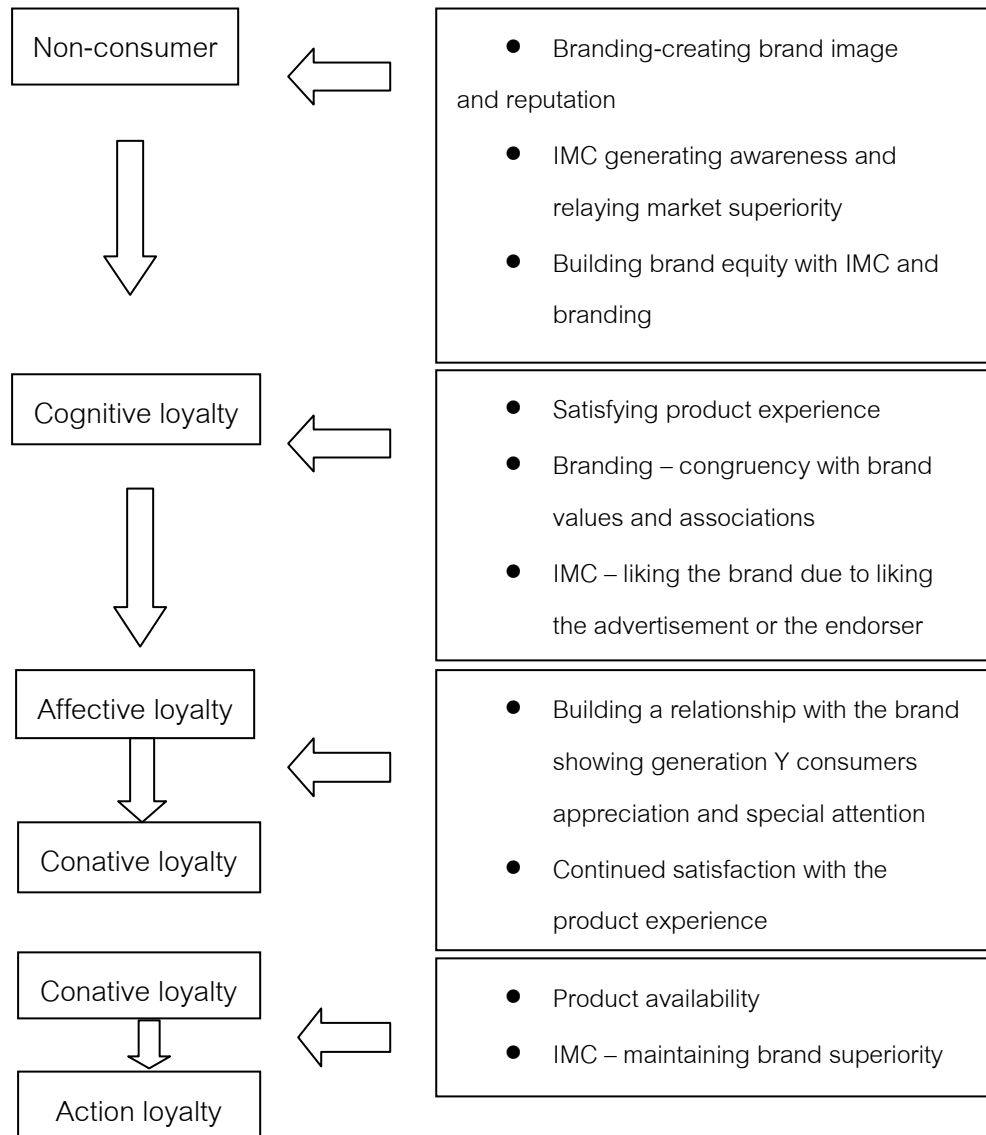 Non-consumer
● Branding-creating brand image
and reputation
● IMC generating awareness and
relaying market superiority
● Building brand equity with IMC and
branding
Cognitive loyalty
● Satisfying product experience
● Branding – congruency with brand
values and associations
● IMC – liking the brand due to liking
the advertisement or the endorser
Affective loyalty
Conative loyalty
● Building a relationship with the brand
showing generation Y consumers
appreciation and special attention
● Continued satisfaction with the
product experience
Conative loyalty
Action loyalty
● Product availability
● IMC – maintaining brand superiority